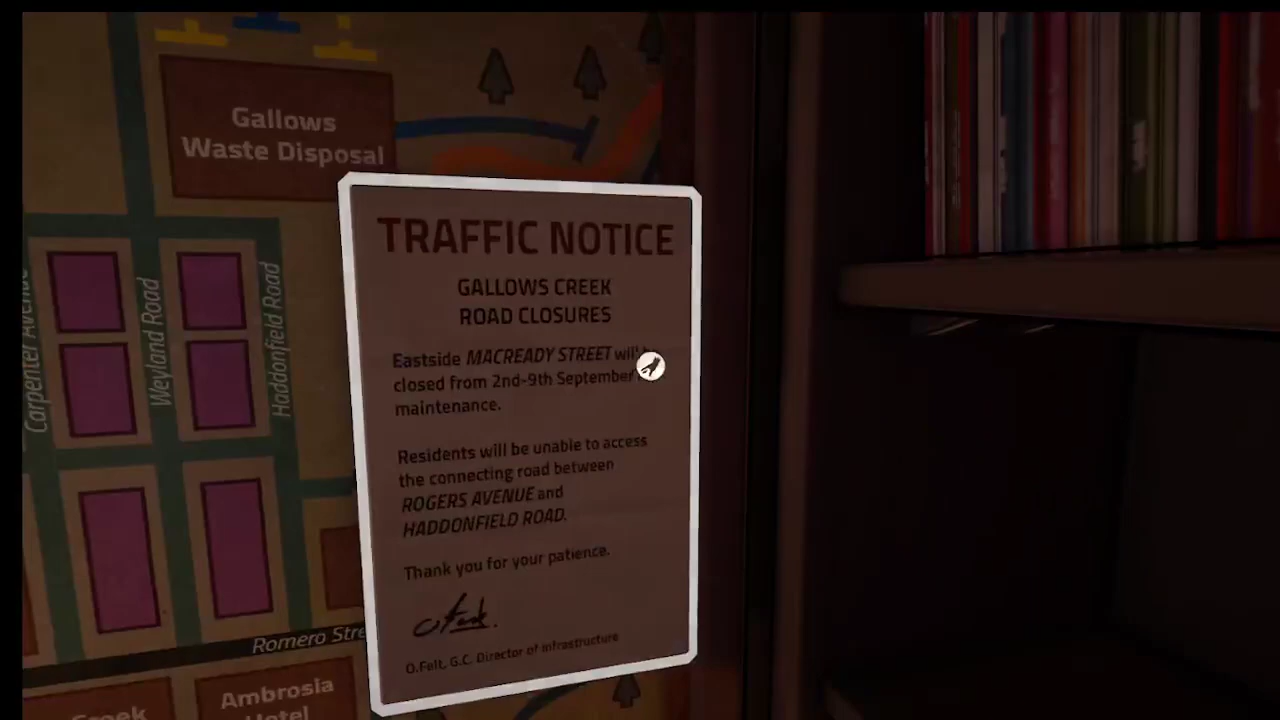 Gallows
Waste Disposal
TRAFFIC NOTICE
GALLOWS CREEK
ROAD CLOSURES
Eastside MACREADY STREET will
closed from 2nd-9th September
maintenance.
Residents will be unable to access
the connecting road between
ROGERS AVENUE and
HADDONFIELD ROAD.
Thank you for your patience.
O.Felt, G.C. Director of Infrastructure
Carpenter Avenue
Weyland Road
Haddonfield Road
Romero Stre
Creek
Ambrosia
Hotel